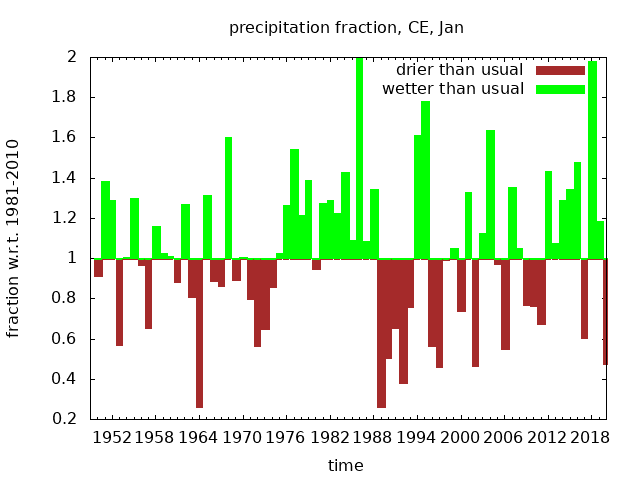 precipitation fraction, CE, Jan
drier than usual
wetter than usual
2
1.8
1.6
1.4
1.2
1
0.8
0.6
0.4
0.2
fraction w.r.t. 1981-2010
1952 1958 1964 1970 1976 1982 1988 1994 2000 2006 2012 2018
time